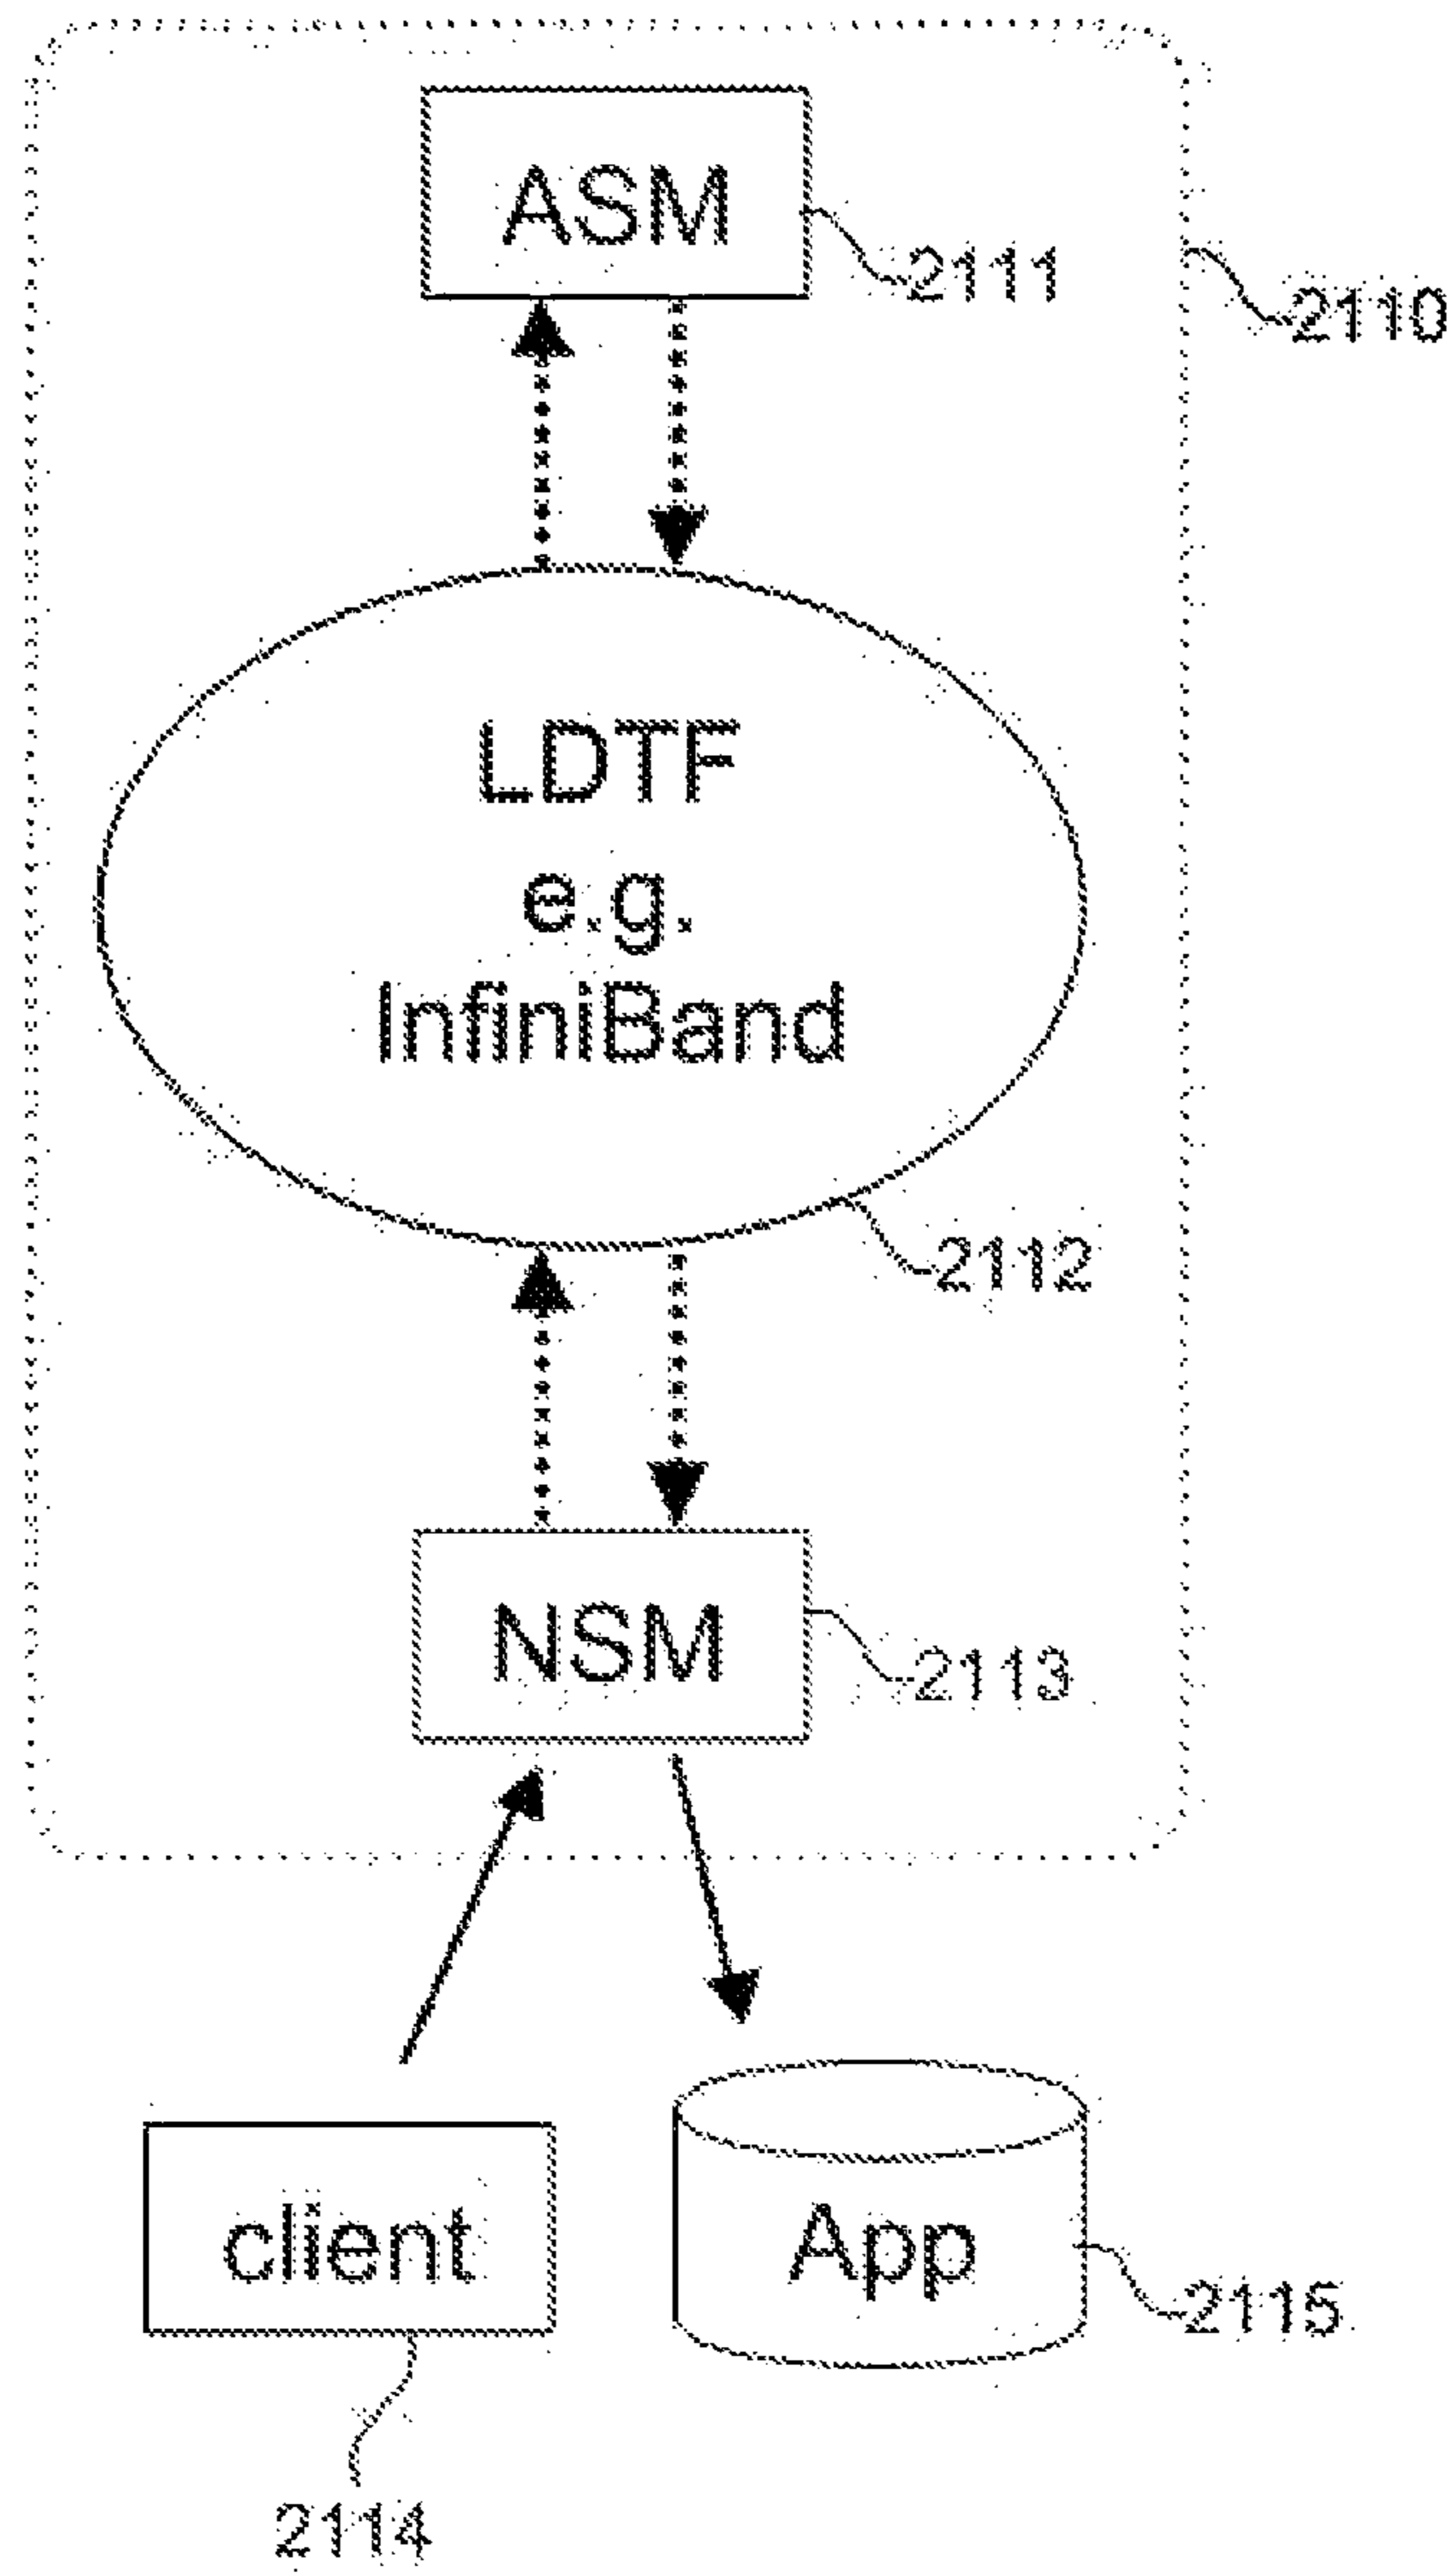 ASM
2111
2110
LDTF
e.g.
InfiniBand
2112
NSM
2113
client
App
2115
2114